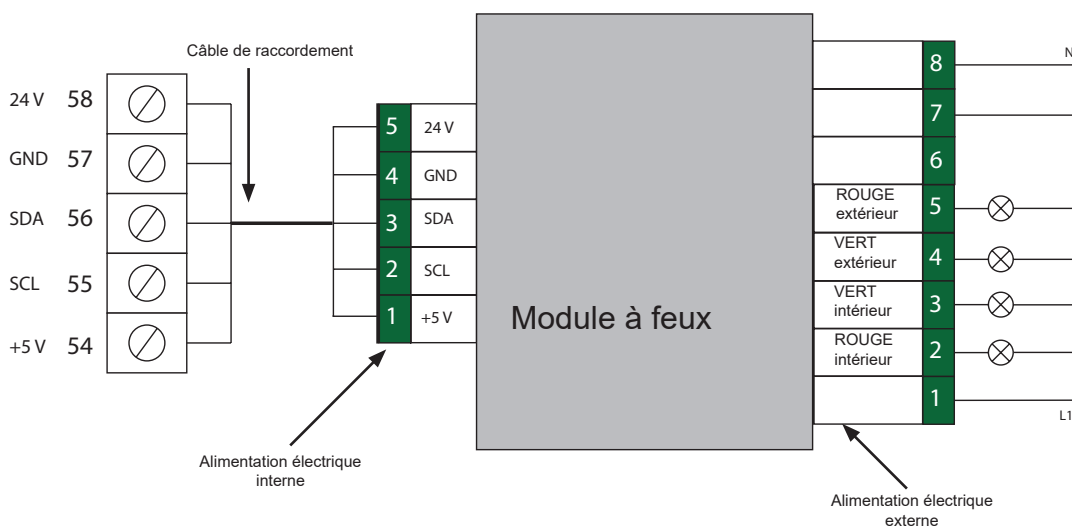 Câble de raccordement
24 V 58
GND 57
SDA 56
SCL 55
+5 V 54
5 24 V
4 GND
3 SDA
2 SCL
1 +5 V
Alimentation électrique
interne
Module à feux
8 N
7
6
ROUGE
extérieur 5
VERT
extérieur 4
VERT
intérieur 3
ROUGE
intérieur 2
1 L1
Alimentation électrique
externe